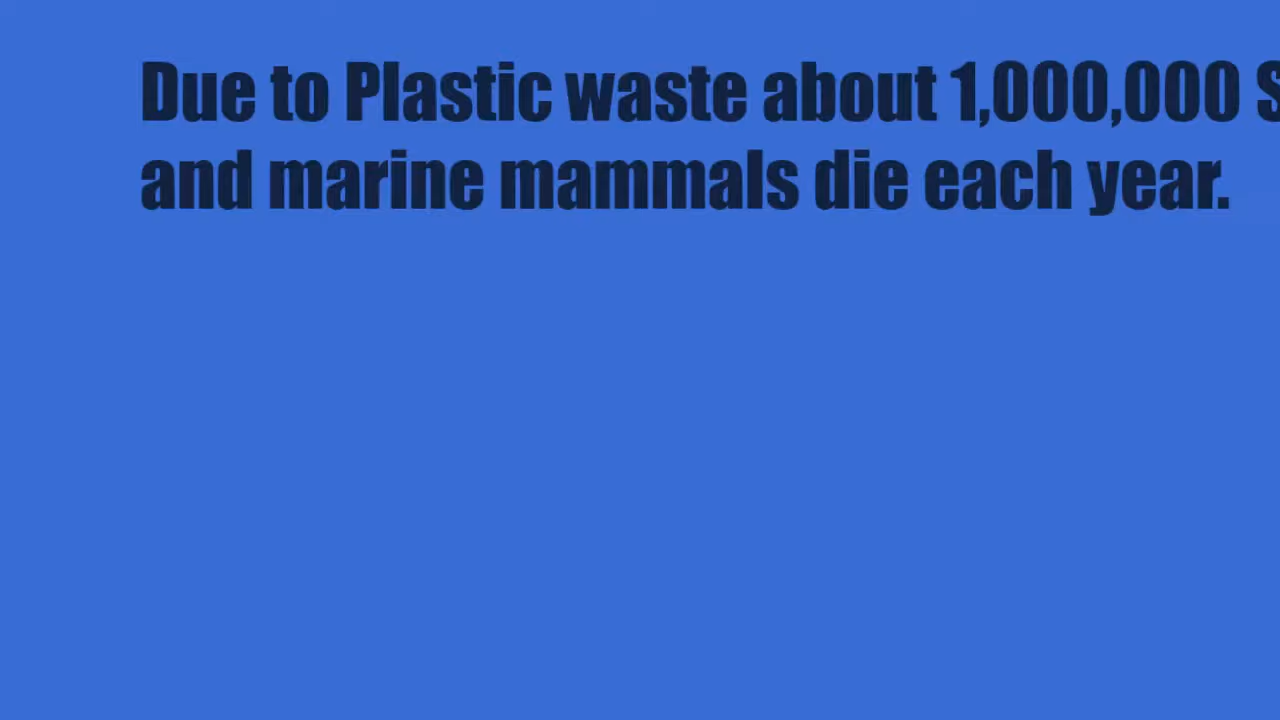 Due to Plastic waste about 1,000,000
and marine mammals die each year.